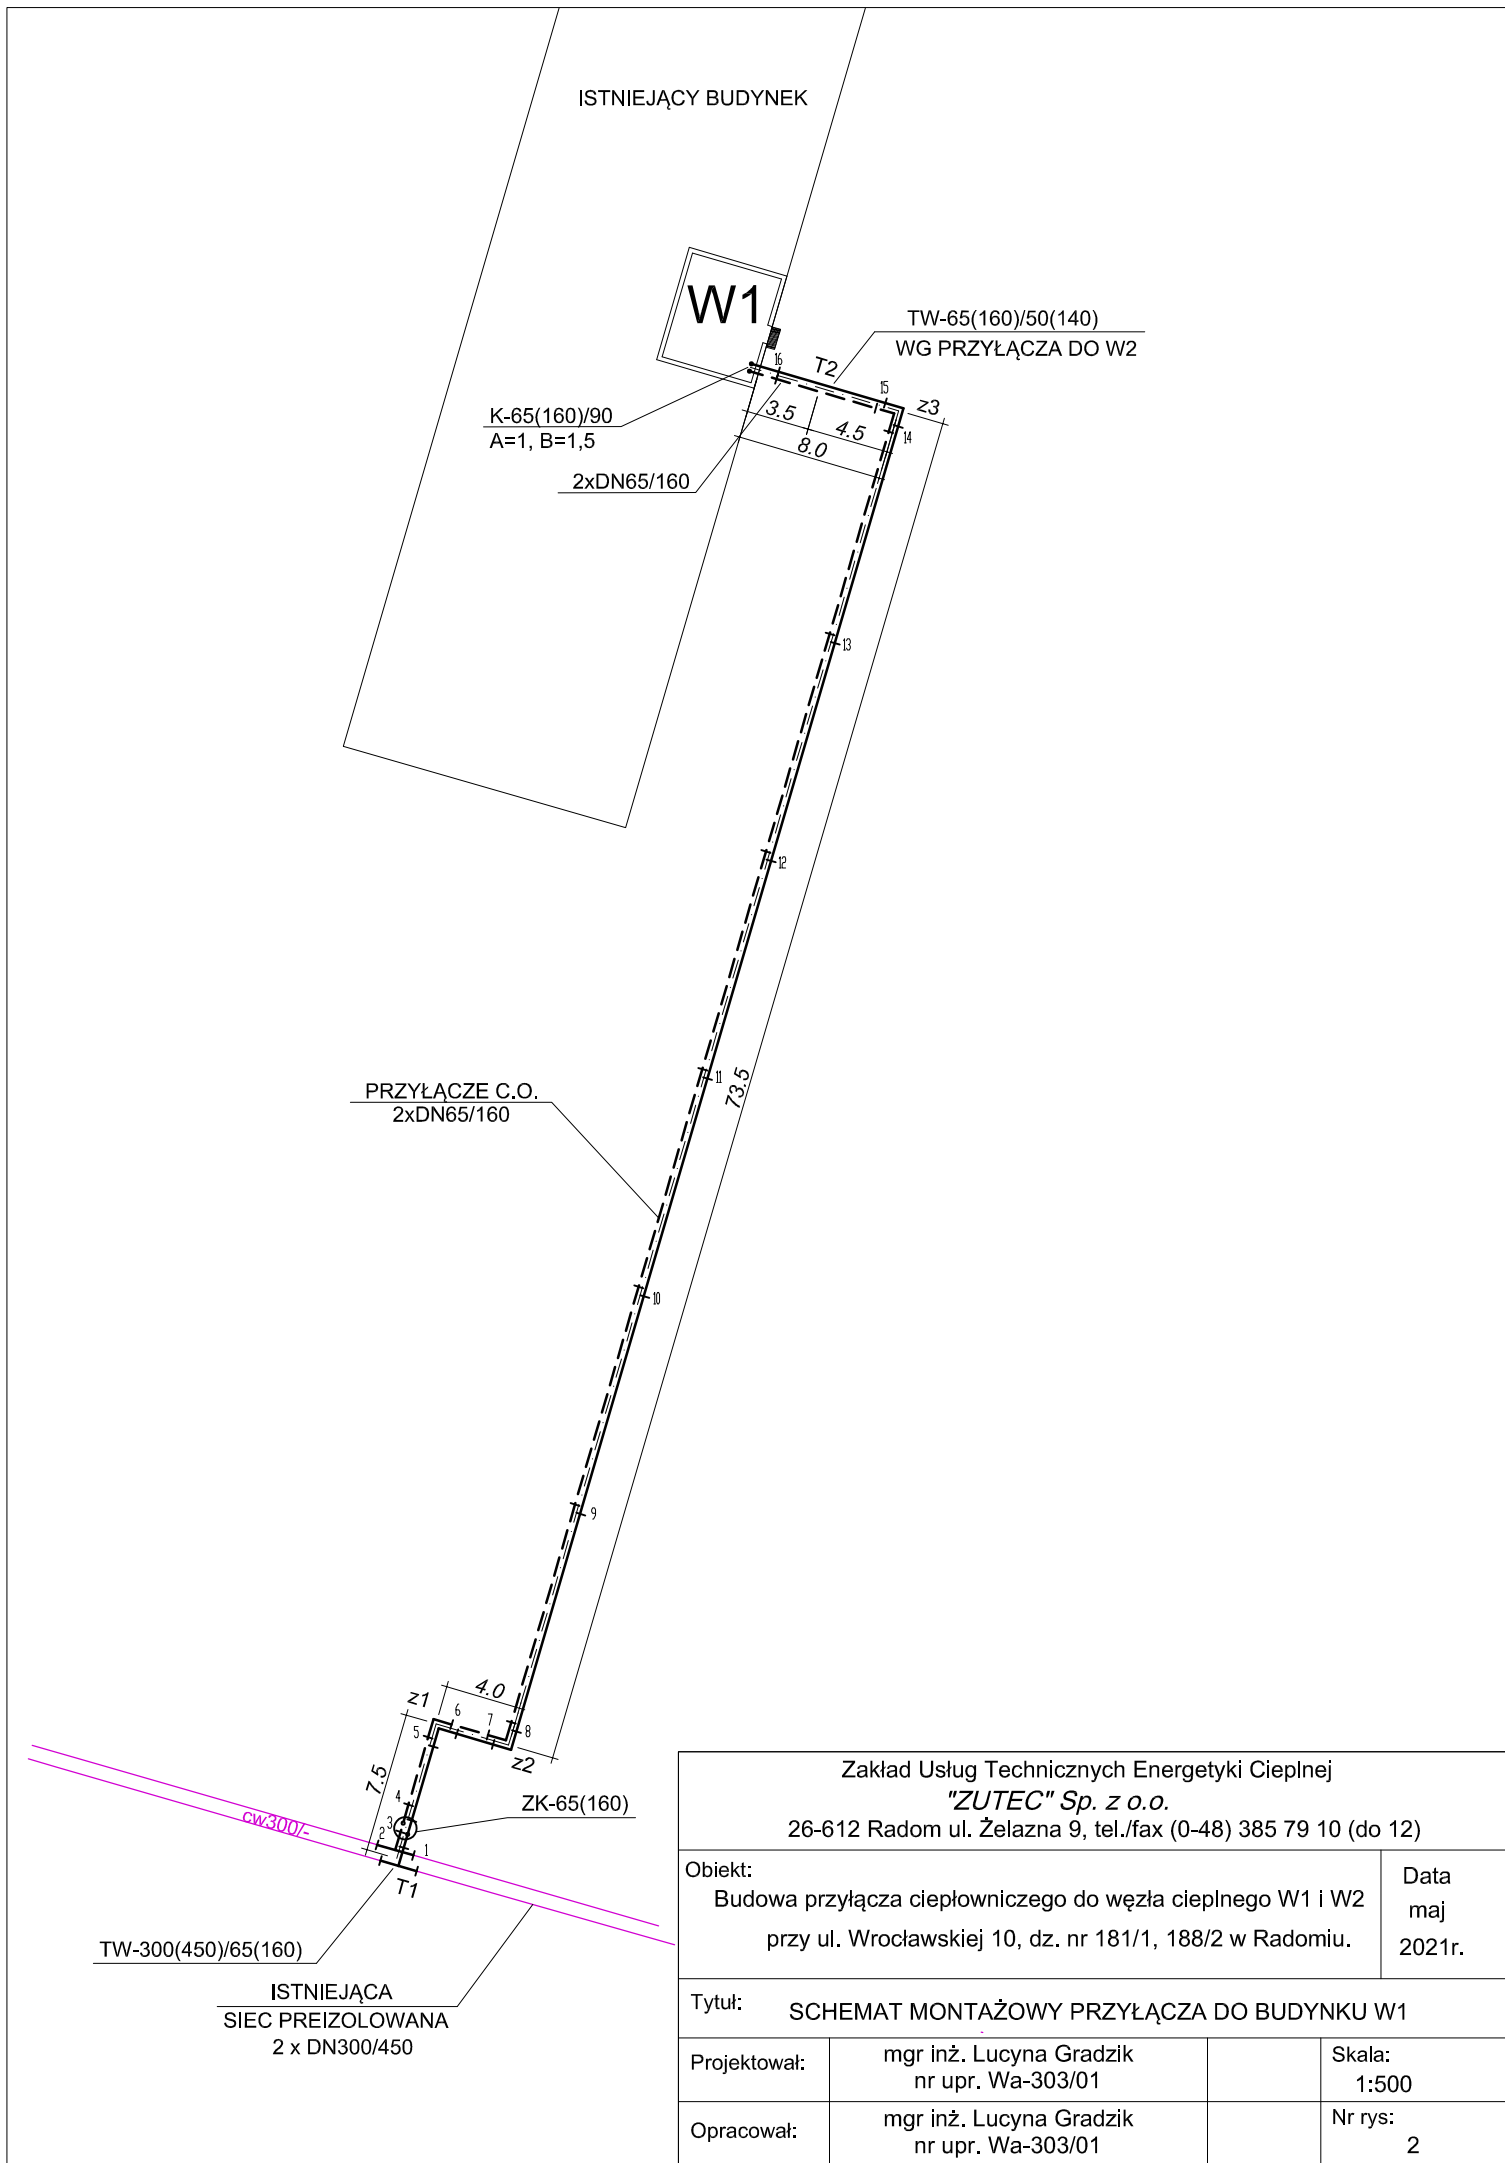 ISTNIEJĄCY BUDYNEK
W1
TW-65(160)/50(140)
WG PRZYŁĄCZA DO W2
16
T2
15
z3
14
K-65(160)/90
A=1, B=1,5
3.5
4.5
8.0
2xDN65/160
13
12
11
73.5
PRZYŁĄCZE C.O.
2xDN65/160
10
9
4.0
z1
6
7
8
5
z2
7.5
4
3
2
1
ZK-65(160)
cw300/-
T1
TW-300(450)/65(160)
ISTNIEJĄCA
SIEC PREIZOLOWANA
2 x DN300/450
Zakład Usług Technicznych Energetyki Cieplnej
"ZUTEC" Sp. z o.o.
26-612 Radom ul. Żelazna 9, tel./fax (0-48) 385 79 10 (do 12)
Obiekt:
Budowa przyłącza ciepłowniczego do węzła cieplnego W1 i W2
przy ul. Wrocławskiej 10, dz. nr 181/1, 188/2 w Radomiu.
Data
maj
2021r.
Tytuł:
SCHEMAT MONTAŻOWY PRZYŁĄCZA DO BUDYNKU W1
Projektował:
mgr inż. Lucyna Gradzik
nr upr. Wa-303/01
Skala:
1:500
Opracował:
mgr inż. Lucyna Gradzik
nr upr. Wa-303/01
Nr rys:
2